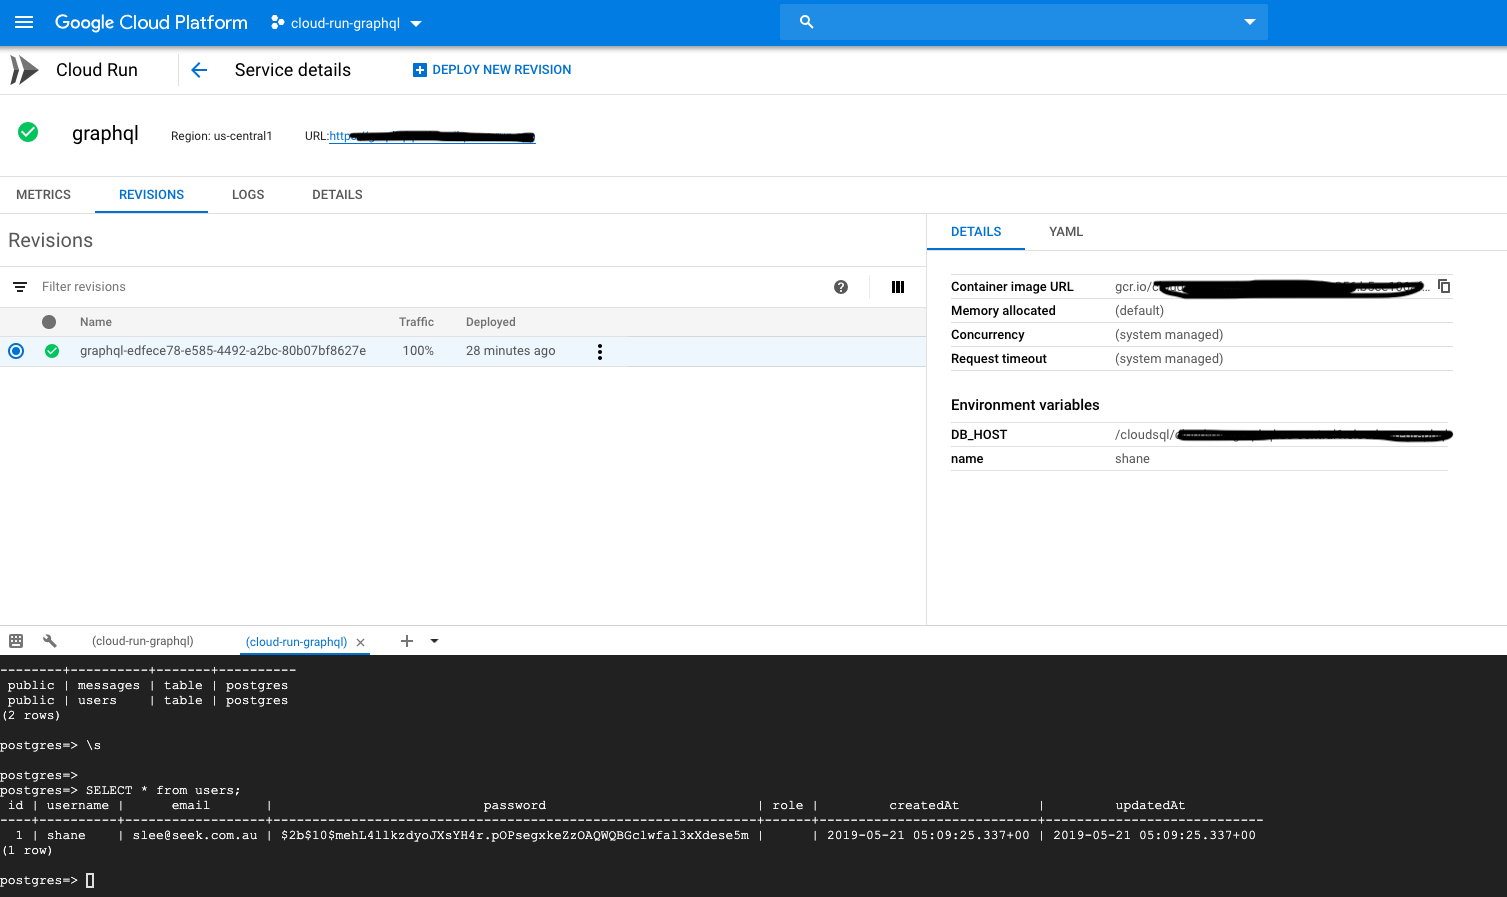 Google Cloud Platform cloud-run-graphql
Cloud Run Service details DEPLOY NEW REVISION
graphql Region: us-central1 URL:http
METRICS REVISIONS LOGS DETAILS
Revisions
DETAILS YAML
Filter revisions
Name Traffic Deployed
graphql-edfece78-e585-4492-a2bc-80b07bf8627e 100% 28 minutes ago
Container image URL gcr.io/c
Memory allocated (default)
Concurrency (system managed)
Request timeout (system managed)
Environment variables
DB_HOST /cloudsql/
name shane
(cloud-run-graphql) (cloud-run-graphql)
--------+----------+-------+----------
public | messages | table | postgres
public | users    | table | postgres
(2 rows)
postgres=> \s
postgres=>
postgres=> SELECT * from users;
id | username | email | password | role | createdAt | updatedAt
----+----------+------------------+--------------------------------------------------------------+------+----------------------------+----------------------------
1 | shane | slee@seek.com.au | $2b$10$mehL4llkzdyoJXsYH4r.pOPsegxkeZzOAQWQBGclwfal3xXdese5m | | 2019-05-21 05:09:25.337+00 | 2019-05-21 05:09:25.337+00
(1 row)
postgres=>